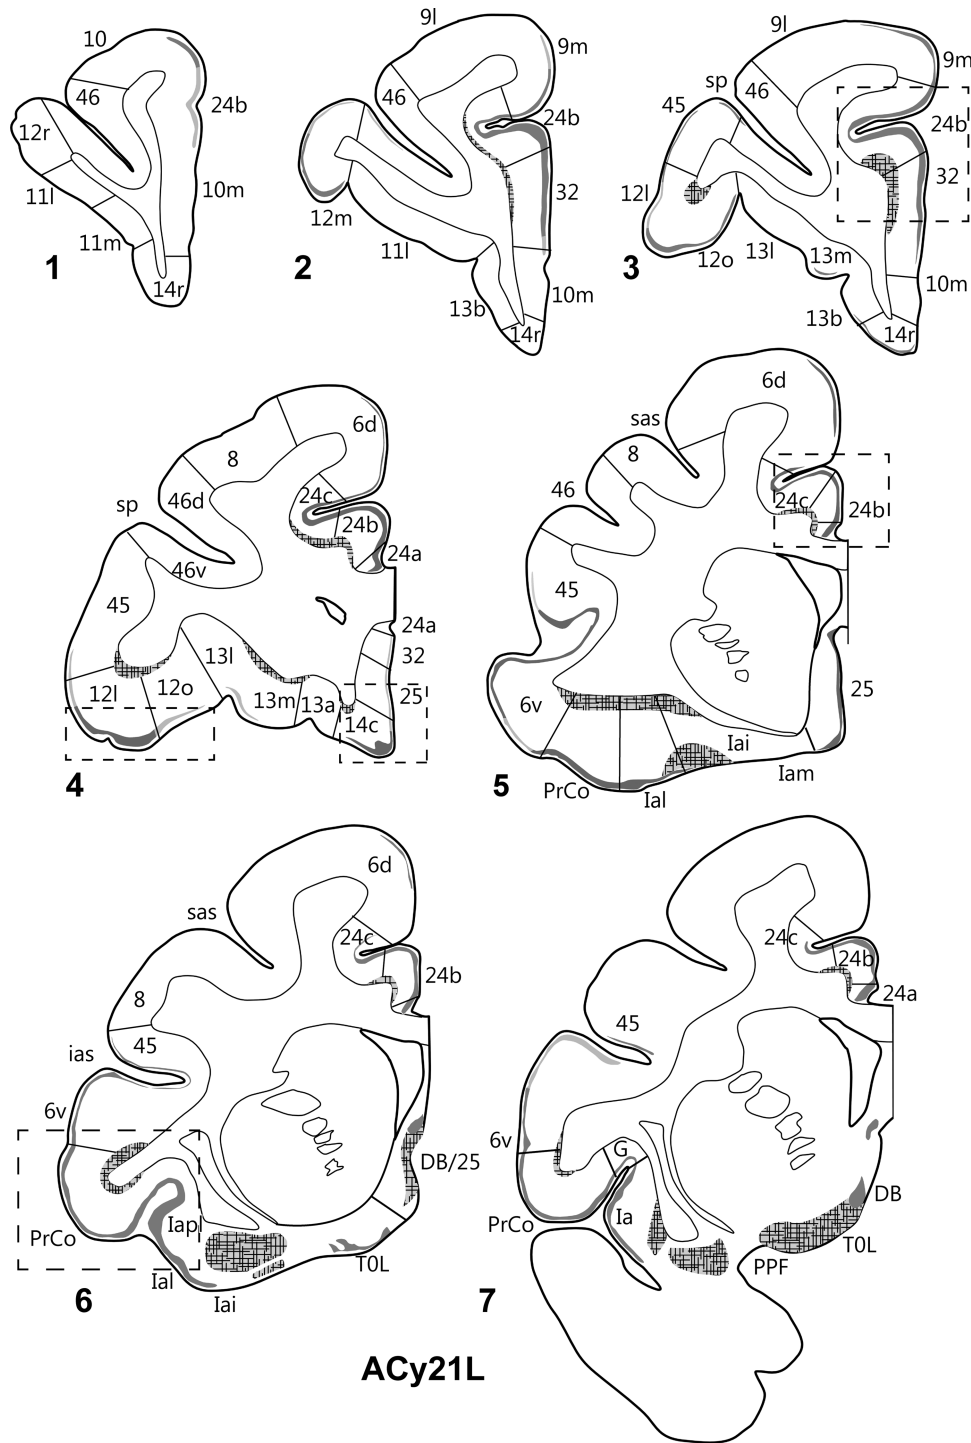 10
46
24b
12r
11l
10m
11m
14r
1
9l
9m
46
24b
32
12m
11l
10m
13b
14r
2
9l
9m
sp
46
45
24b
32
12l
12o
13l
13m
10m
13b
14r
3
6d
8
46d
24c
sp
24b
24a
46v
45
24a
32
13l
12l
12o
25
13m
13a
14c
4
6d
sas
8
46
24c
24b
45
25
6v
Iai
Iam
PrCo
Ial
5
6d
sas
24c
24b
8
45
ias
6v
DB/25
PrCo
Iapl
T0L
Ial
Iai
6
24c
24b
24a
45
6v
G
DB
PrCo
Ia
T0L
PPF
7
ACy21L